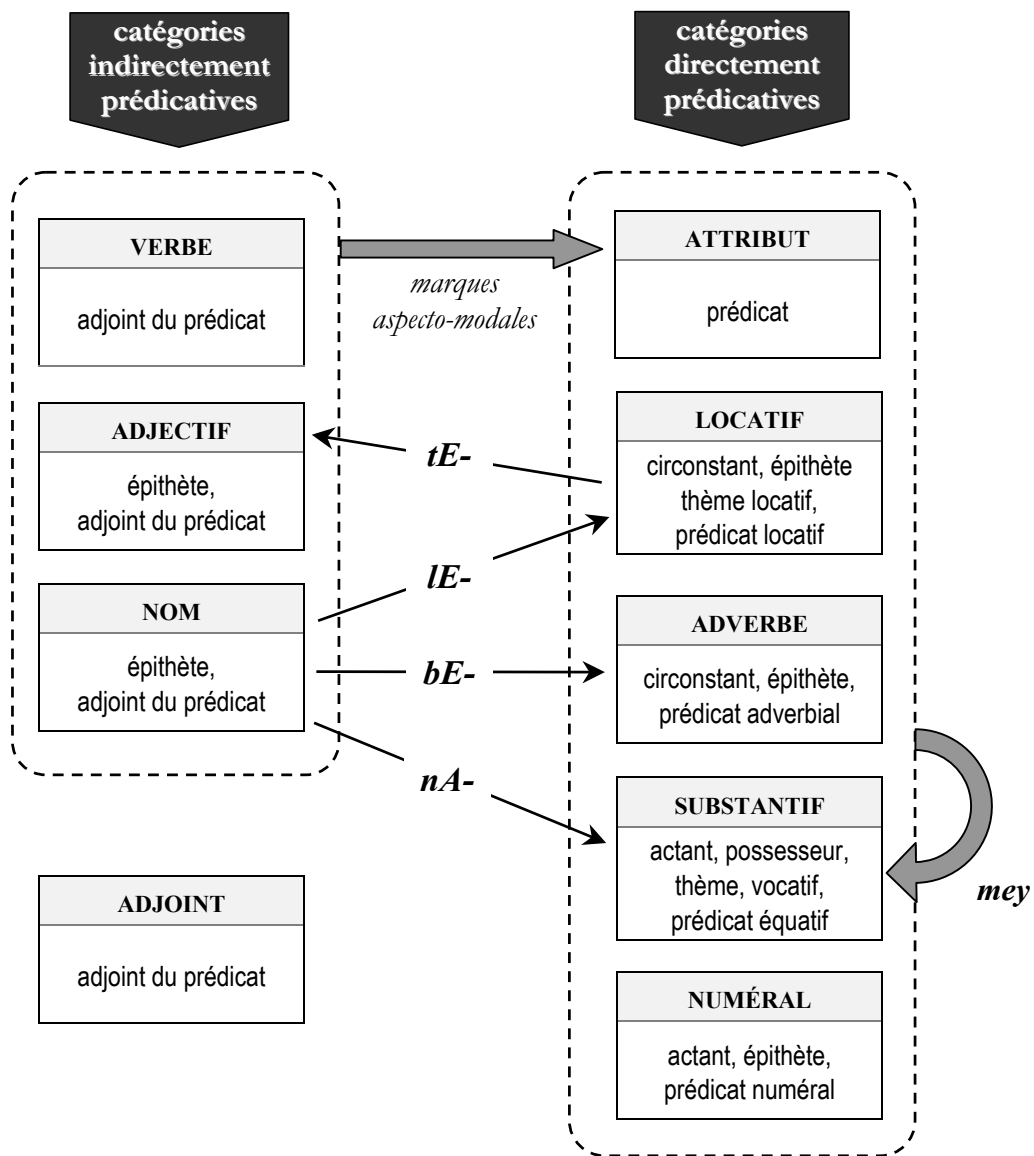 catégories
indirectement
prédicatives
catégories
directement
prédicatives
VERBE
adjoint du prédicat
marques
aspecto-modales
ATTRIBUT
prédicat
ADJECTIF
épithète,
adjoint du prédicat
tE-
LOCATIF
circonstant, épithète
thème locatif,
prédicat locatif
lE-
NOM
épithète,
adjoint du prédicat
bE-
ADVERBE
circonstant, épithète,
prédicat adverbial
nA-
SUBSTANTIF
actant, possesseur,
thème, vocatif,
prédicat équatif
mey
ADJOINT
adjoint du prédicat
NUMÉRAL
actant, épithète,
prédicat numéral